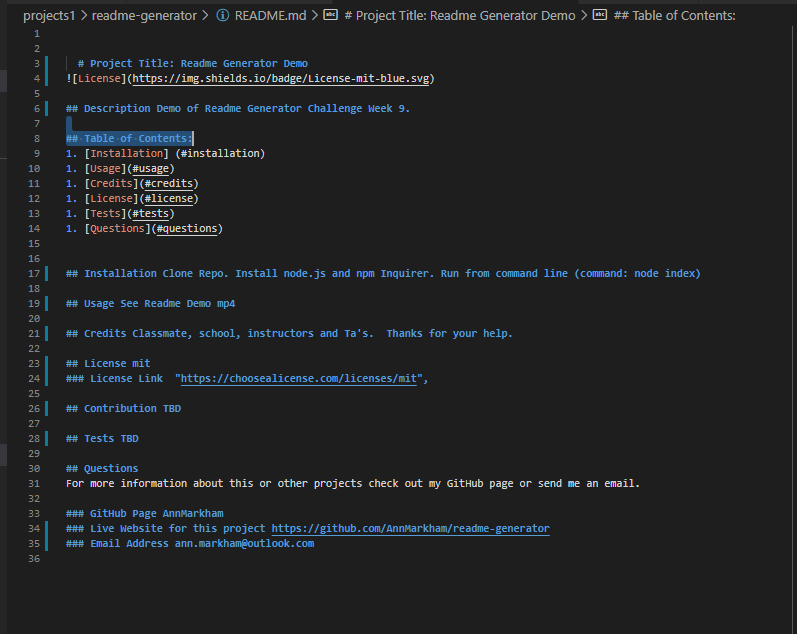 projects1 > readme-generator > README.md > # Project Title: Readme Generator Demo > ## Table of Contents:
1
2
3 # Project Title: Readme Generator Demo
4 ![License](https://img.shields.io/badge/License-mit-blue.svg)
5
6 ## Description Demo of Readme Generator Challenge Week 9.
7
8 ## Table of Contents:
9 1. [Installation] (#installation)
10 1. [Usage](#usage)
11 1. [Credits](#credits)
12 1. [License](#license)
13 1. [Tests](#tests)
14 1. [Questions](#questions)
15
16
17 ## Installation Clone Repo. Install node.js and npm Inquirer. Run from command line (command: node index)
18
19 ## Usage See Readme Demo mp4
20
21 ## Credits Classmate, school, instructors and Ta's.  Thanks for your help.
22
23 ## License mit
24 ### License Link  "https://choosealicense.com/licenses/mit",
25
26 ## Contribution TBD
27
28 ## Tests TBD
29
30 ## Questions
31 For more information about this or other projects check out my GitHub page or send me an email.
32
33 ### GitHub Page AnnMarkham
34 ### Live Website for this project https://github.com/AnnMarkham/readme-generator
35 ### Email Address ann.markham@outlook.com
36